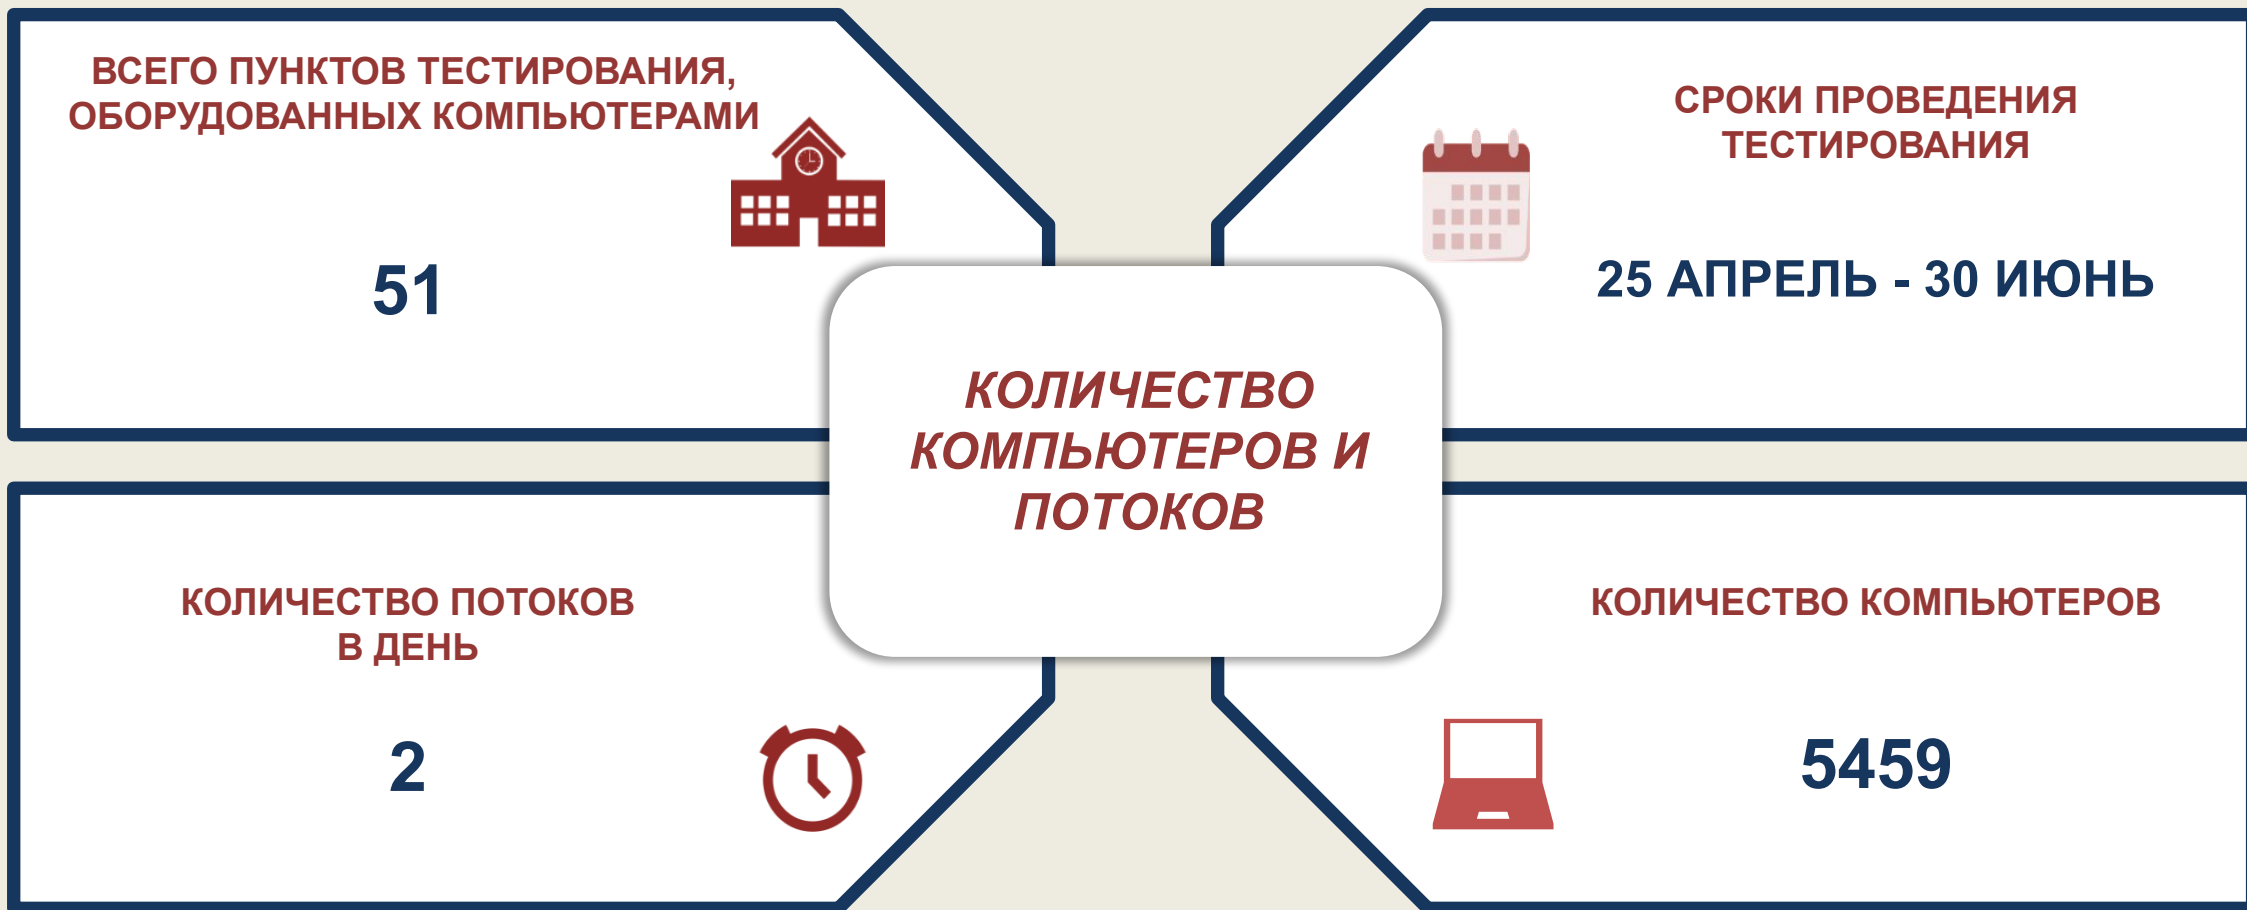 ВСЕГО ПУНКТОВ ТЕСТИРОВАНИЯ,
ОБОРУДОВАННЫХ КОМПЬЮТЕРАМИ
51
СРОКИ ПРОВЕДЕНИЯ
ТЕСТИРОВАНИЯ
25 АПРЕЛЬ - 30 ИЮНЬ
КОЛИЧЕСТВО
КОМПЬЮТЕРОВ И
ПОТОКОВ
КОЛИЧЕСТВО ПОТОКОВ
В ДЕНЬ
2
КОЛИЧЕСТВО КОМПЬЮТЕРОВ
5459